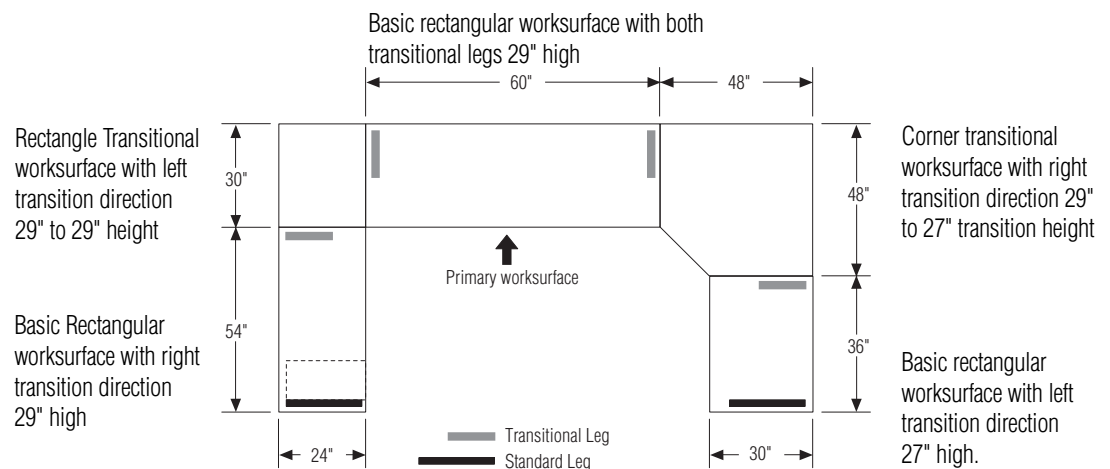 Basic rectangular worksurface with both
transitional legs 29" high
60"
48"
Rectangle Transitional
worksurface with left
transition direction
29" to 29" height
30"
Corner transitional
worksurface with right
transition direction 29"
to 27" transition height
48"
Primary worksurface
Basic Rectangular
worksurface with right
transition direction
29" high
54"
36"
Basic rectangular
worksurface with left
transition direction
27" high.
24"
Transitional Leg
Standard Leg
30"